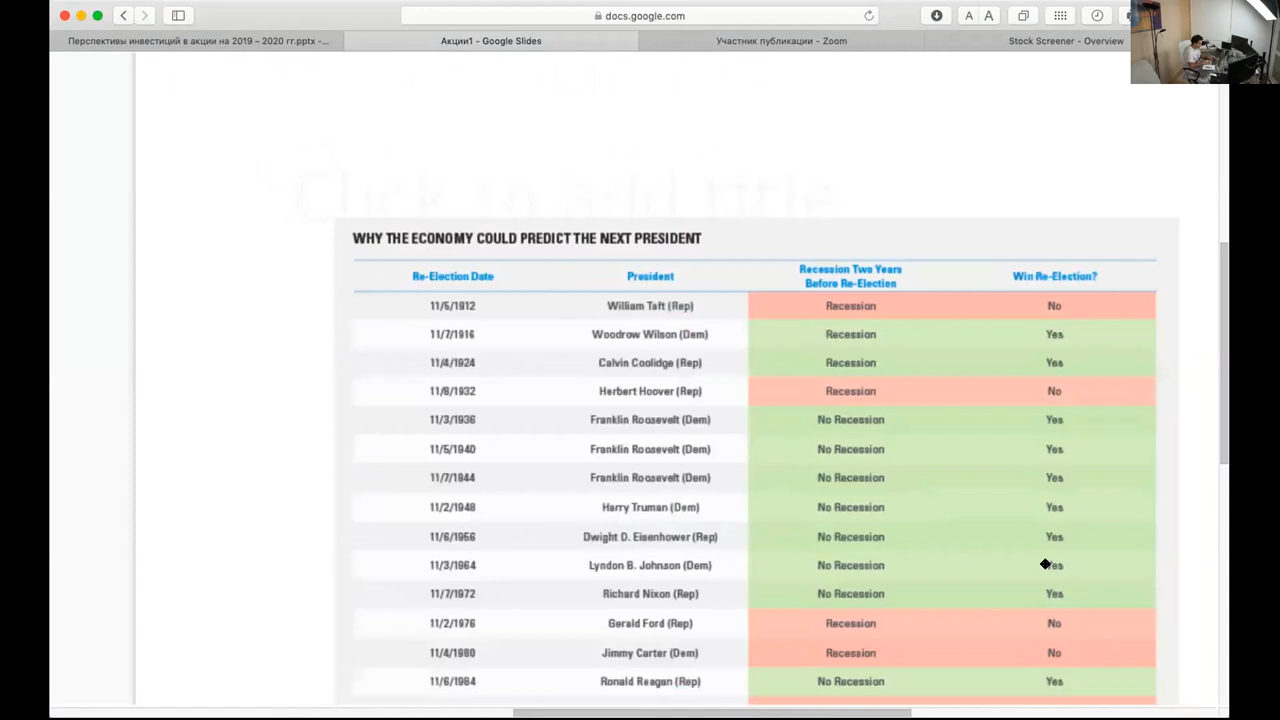 docs.google.com
A A
Перспективы инвестиций в акции на 2019 – 2020 гг.pptx -... Акции1 - Google Slides Участник публикации - Zoom Stock Screener - Overview
Click to add title
WHY THE ECONOMY COULD PREDICT THE NEXT PRESIDENT
Re-Election Date President Recession Two Years Before Re-Election Win Re-Election?
11/5/1912 William Taft (Rep) Recession No
11/7/1916 Woodrow Wilson (Dem) Recession Yes
11/4/1924 Calvin Coolidge (Rep) Recession Yes
11/8/1932 Herbert Hoover (Rep) Recession No
11/3/1936 Franklin Roosevelt (Dem) No Recession Yes
11/5/1940 Franklin Roosevelt (Dem) No Recession Yes
11/7/1944 Franklin Roosevelt (Dem) No Recession Yes
11/2/1948 Harry Truman (Dem) No Recession Yes
11/6/1956 Dwight D. Eisenhower (Rep) No Recession Yes
11/3/1964 Lyndon B. Johnson (Dem) No Recession Yes
11/7/1972 Richard Nixon (Rep) No Recession Yes
11/2/1976 Gerald Ford (Rep) Recession No
11/4/1980 Jimmy Carter (Dem) Recession No
11/6/1984 Ronald Reagan (Rep) No Recession Yes